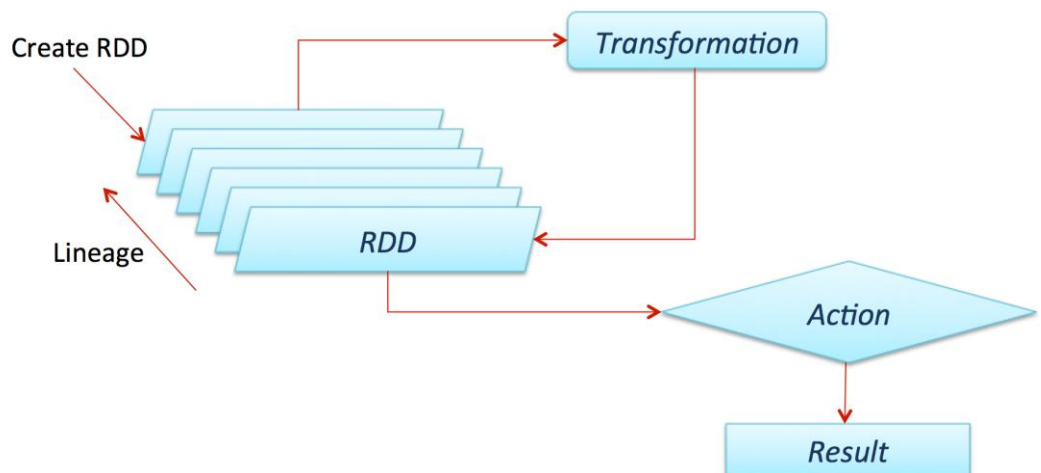 Create RDD
Transformation
Lineage
RDD
Action
Result